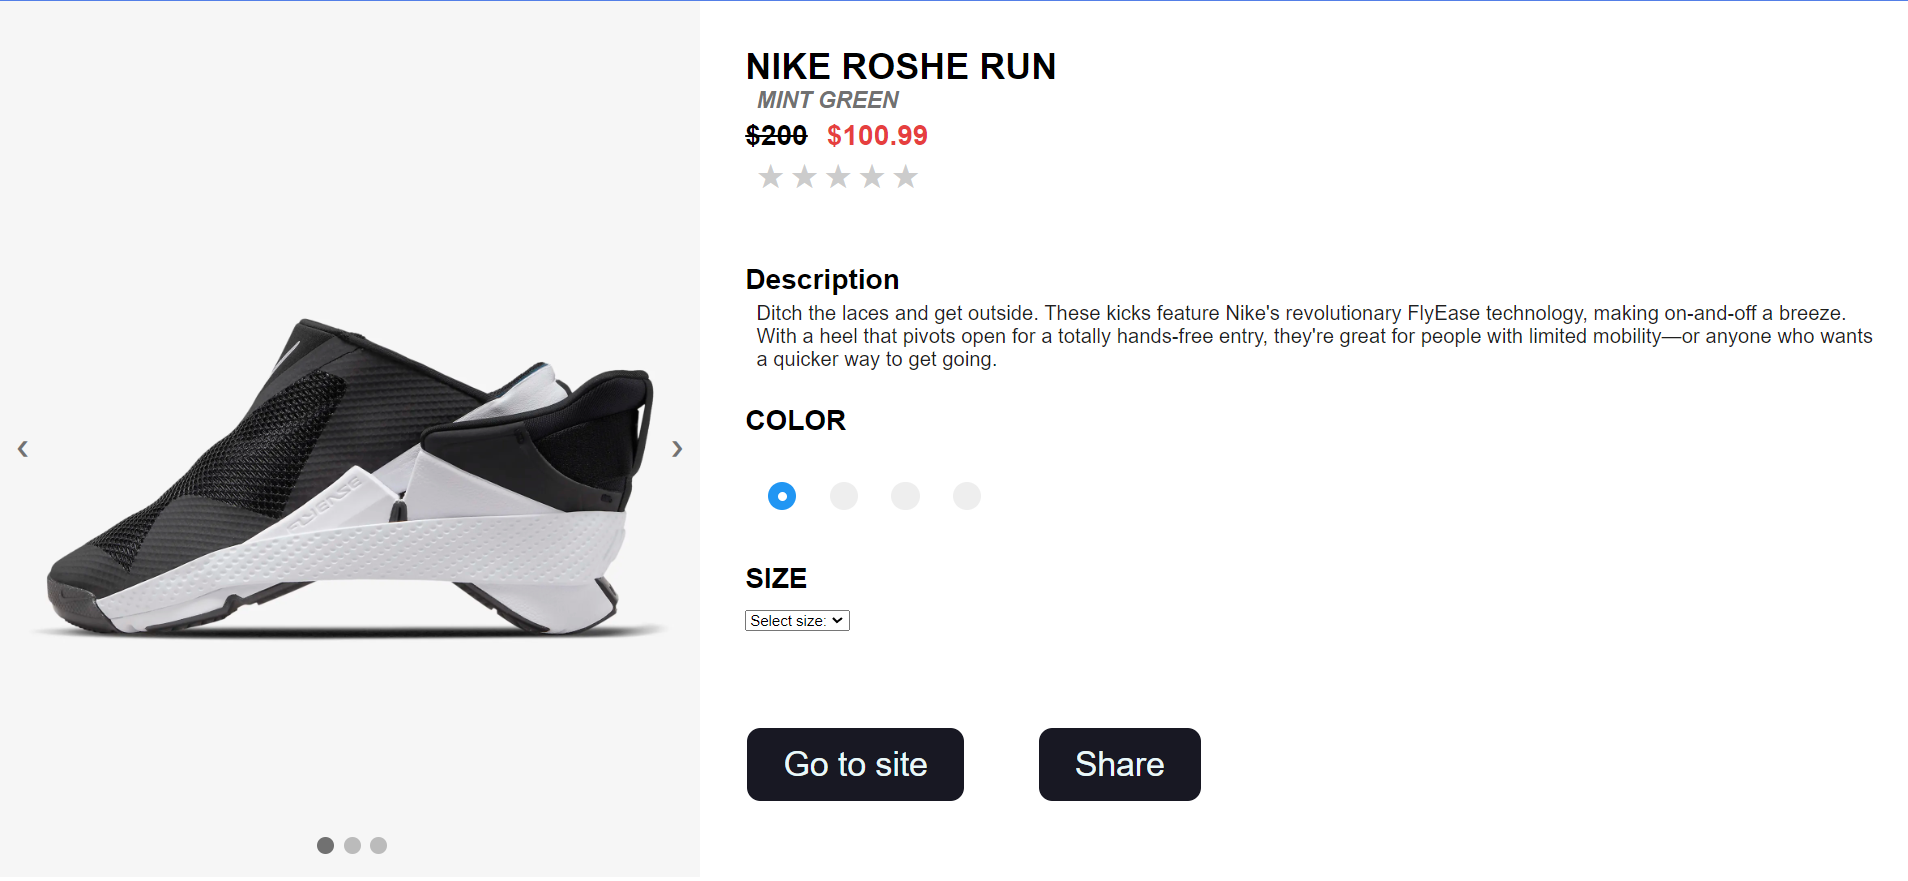 NIKE ROSHE RUN
MINT GREEN
$200 $100.99
Description
Ditch the laces and get outside. These kicks feature Nike's revolutionary FlyEase technology, making on-and-off a breeze.
With a heel that pivots open for a totally hands-free entry, they're great for people with limited mobility—or anyone who wants
a quicker way to get going.
FLYEASE
COLOR
SIZE
Select size:
Go to site
Share